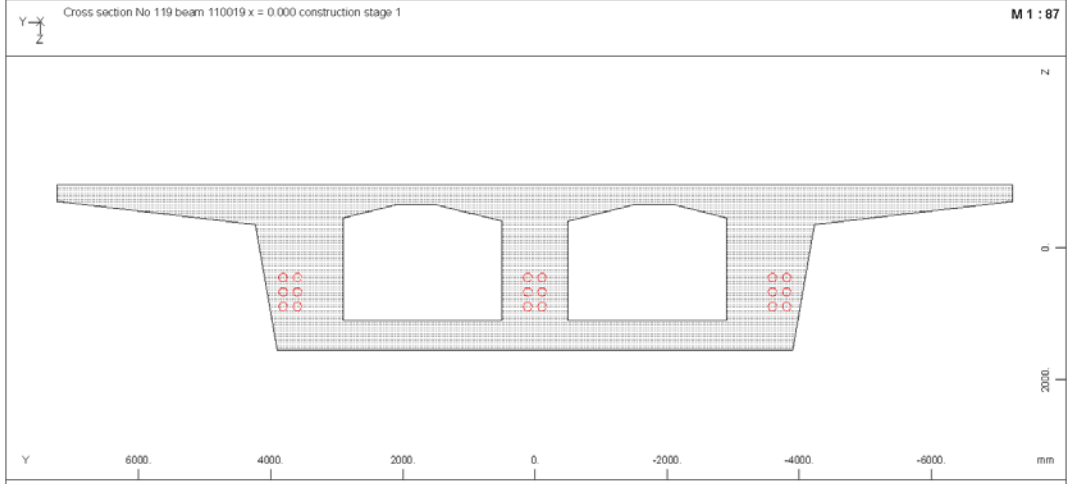 Cross section No 119 beam 110019 x = 0.000 construction stage 1
M 1 : 87
Y X
Z
Z
0.
2000.
Y 6000. 4000. 2000. 0. -2000. -4000. -6000. mm